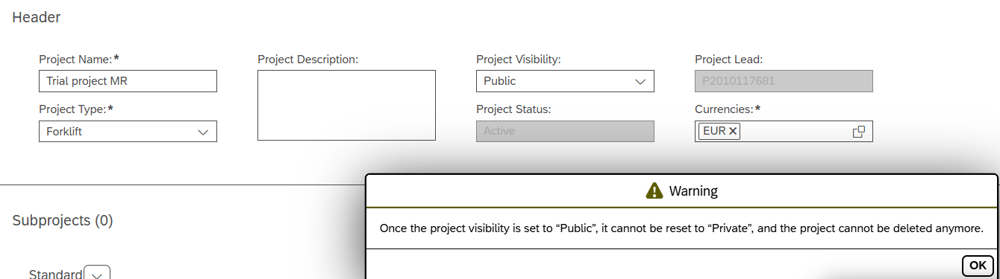 Header
Project Name:*
Project Description:
Project Visibility:
Project Lead:
Trial project MR
Public
P2010117681
Project Type:*
Project Status:
Currencies:*
Forklift
Active
EUR
Warning
Subprojects (0)
Once the project visibility is set to “Public”, it cannot be reset to “Private”, and the project cannot be deleted anymore.
OK
Standard